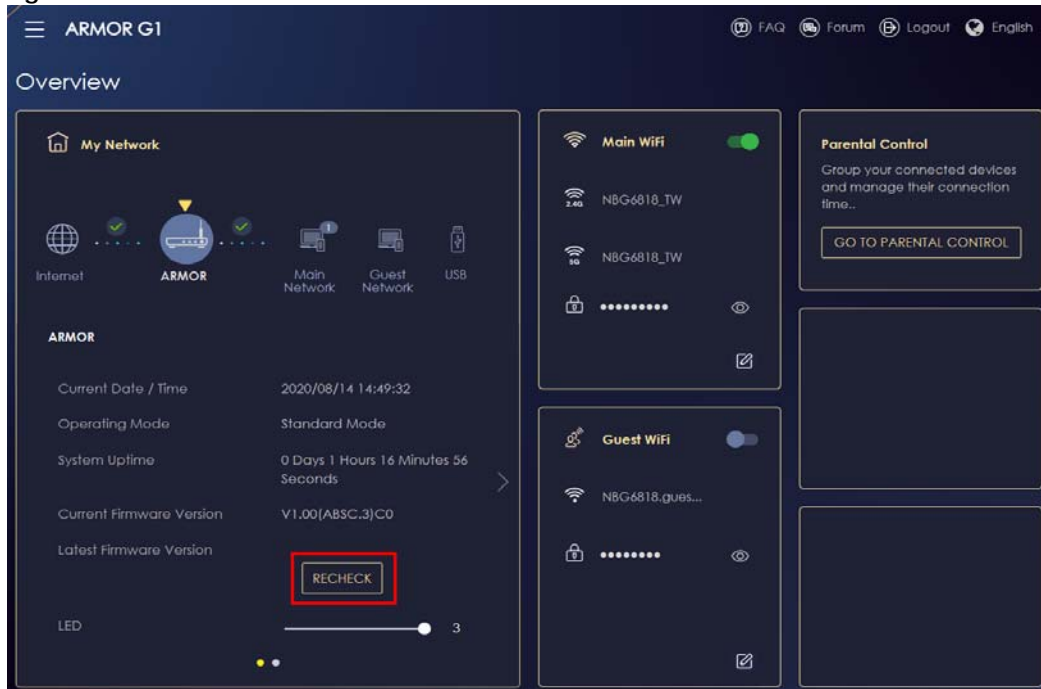 ARMOR G1
FAQ Forum Logout English
Overview
My Network
Internet
ARMOR
Main
Network
1
Guest
Network
USB
ARMOR
Current Date / Time 2020/08/14 14:49:32
Operating Mode Standard Mode
System Uptime 0 Days 1 Hours 16 Minutes 56
Seconds
Current Firmware Version V1.00(ABSC.3)C0
Latest Firmware Version
RECHECK
LED 3
Main WiFi
2.4G NBG6818_TW
5G NBG6818_TW
•••••••••
Guest WiFi
NBG6818.gues...
••••••••
Parental Control
Group your connected devices
and manage their connection
time..
GO TO PARENTAL CONTROL